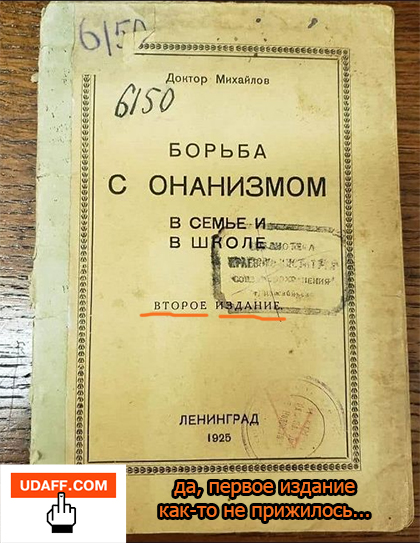 6150
Доктор Михайлов
6150
БОРЬБА
С ОНАНИЗМОМ
В СЕМЬЕ И
В ШКОЛЕ
ВТОРОЕ ИЗДАНИЕ
ЛЕНИНГРАД
1925
UDAFF.COM
да, первое издание
как-то не прижилось...